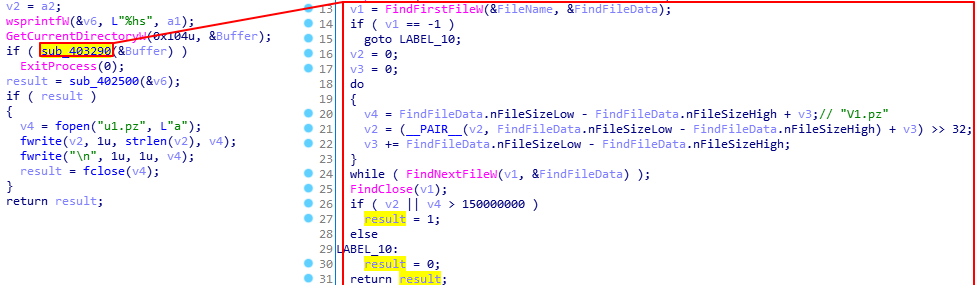 v2 = a2;
wsprintfW(&v6, L"%hs", a1);
GetCurrentDirectoryW(0x104u, &Buffer);
if ( sub_403290(&Buffer) )
ExitProcess(0);
result = sub_402500(&v6);
if ( result )
{
v4 = fopen("u1.pz", L"a");
fwrite(v2, 1u, strlen(v2), v4);
fwrite("\n", 1u, 1u, v4);
result = fclose(v4);
}
return result;
13 v1 = FindFirstFileW(&FileName, &FindFileData);
14 if ( v1 == -1 )
15 goto LABEL_10;
16 v2 = 0;
17 v3 = 0;
18 do
19 {
20 v4 = FindFileData.nFileSizeLow - FindFileData.nFileSizeHigh + v3;// "V1.pz"
21 v2 = (__PAIR__(v2, FindFileData.nFileSizeLow - FindFileData.nFileSizeHigh) + v3) >> 32;
22 v3 += FindFileData.nFileSizeLow - FindFileData.nFileSizeHigh;
23 }
24 while ( FindNextFileW(v1, &FindFileData) );
25 FindClose(v1);
26 if ( v2 || v4 > 150000000 )
27 result = 1;
28 else
29 LABEL_10:
30 result = 0;
31 return result;